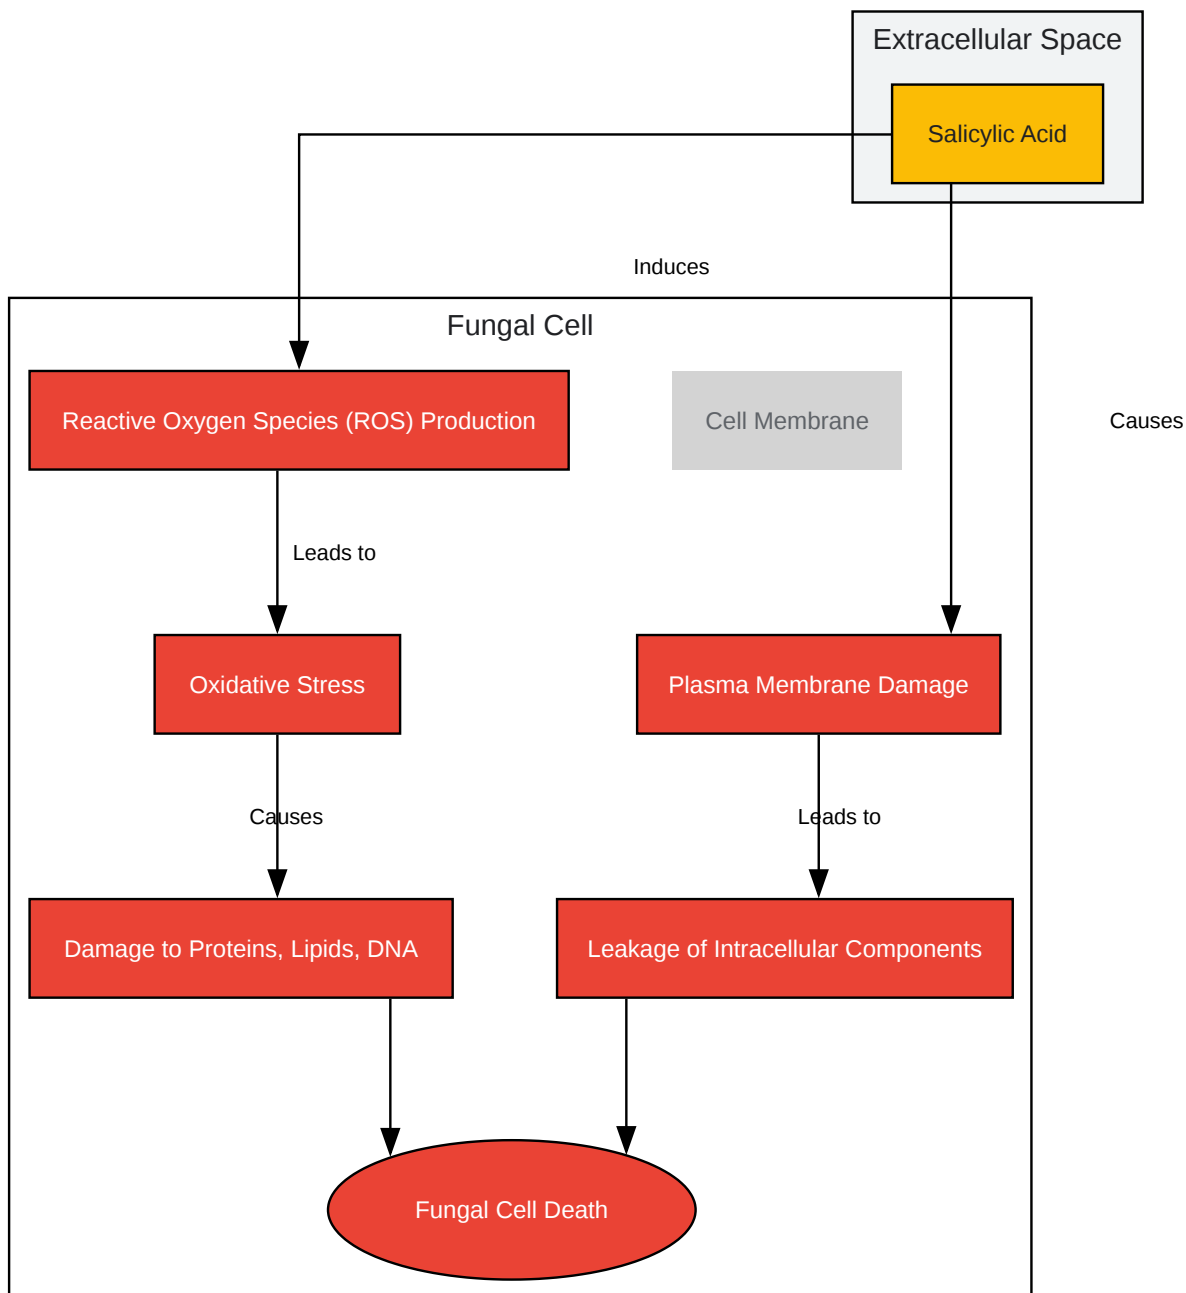 Extracellular Space
Salicylic Acid
Induces
Fungal Cell
Reactive Oxygen Species (ROS) Production
Cell Membrane
Causes
Leads to
Oxidative Stress
Plasma Membrane Damage
Causes
Leads to
Damage to Proteins, Lipids, DNA
Leakage of Intracellular Components
Fungal Cell Death